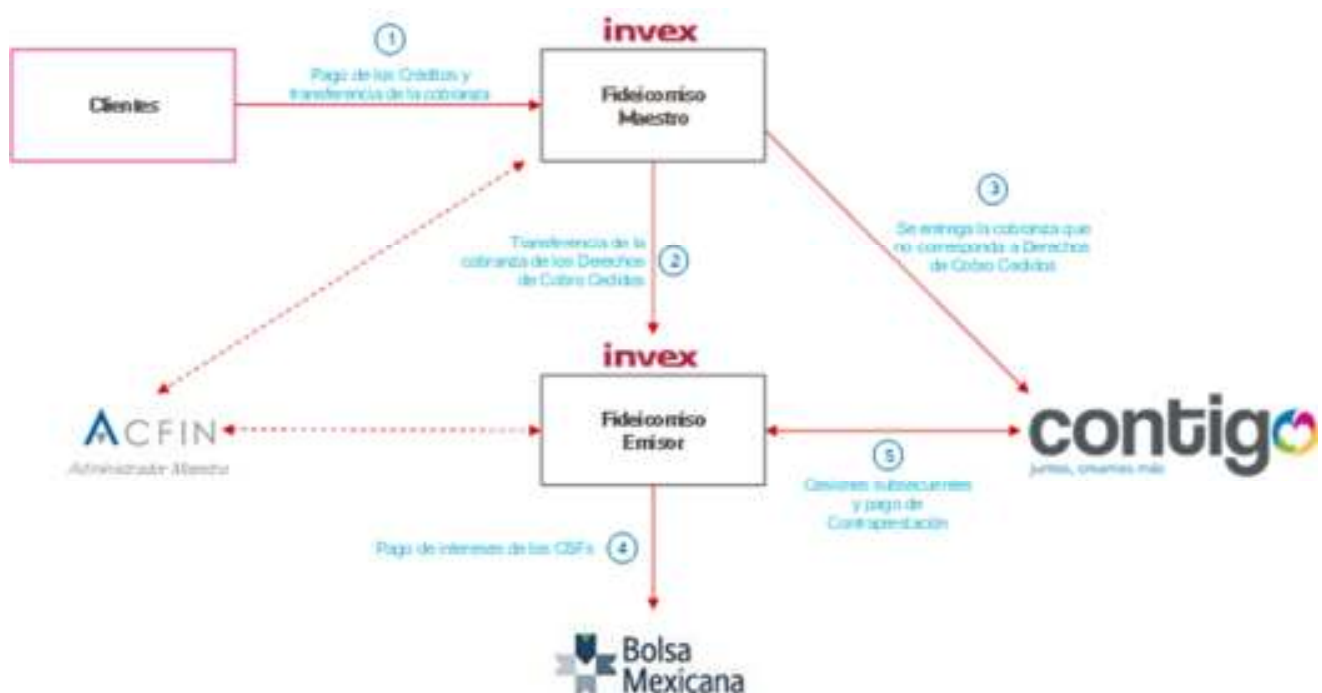 invex
1
Pago de los Créditos y
transferencia de la cobranza
Clientes
Fideicomiso
Maestro
3
Se entrega la cobranza que
no corresponda a Derechos
de Cobro Cedidos
Transferencia de la
cobranza de los Derechos
de Cobro Cedidos
2
invex
ACFIN
Administrador Maestro
Fideicomiso
Emisor
contigo
juntos, creamos más
5
Cesiones subsecuentes
y pago de
Contraprestación
Pago de intereses de los CBFs
4
Bolsa
Mexicana